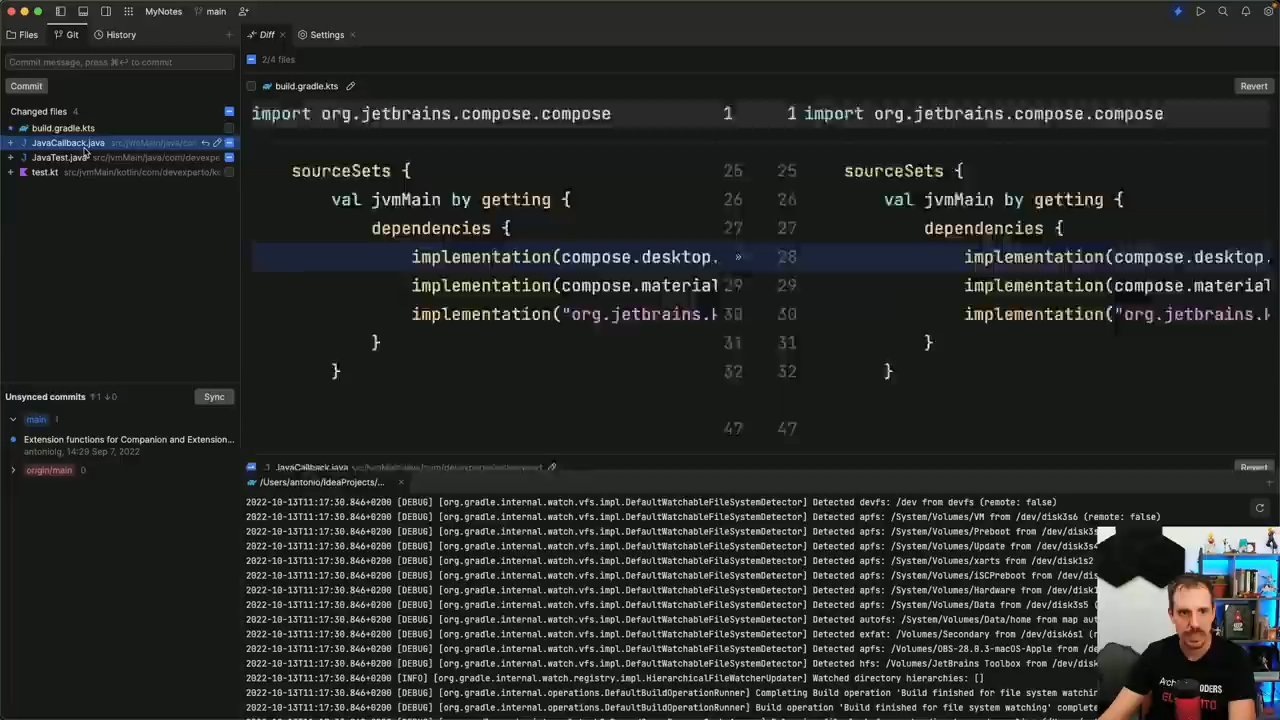 MyNotes main
Files Git History
Diff Settings
Commit message, press ⌘↩ to commit
Commit
Changed files 4
build.gradle.kts
JavaCallback.java src/jvmMain/java/co
JavaTest.java src/jvmMain/java/com/devexpe
test.kt src/jvmMain/kotlin/com/devexperto/k
Unsynced commits ↑1 ↓0 Sync
main 1
Extension functions for Companion and Extension...
antoniolg, 14:29 Sep 7, 2022
origin/main 0
2/4 files
build.gradle.kts Revert
import org.jetbrains.compose.compose 1 1 import org.jetbrains.compose.compose
sourceSets { 25 25 sourceSets {
val jvmMain by getting { 26 26 val jvmMain by getting {
dependencies { 27 27 dependencies {
implementation(compose.desktop. » 28 implementation(compose.desktop.
implementation(compose.material 29 29 implementation(compose.material
implementation("org.jetbrains.k 30 30 implementation("org.jetbrains.k
} 31 31 }
} 32 32 }
47 47
JavaCallback.java Revert
/Users/antonio/IdeaProjects/...
2022-10-13T11:17:30.846+0200 [DEBUG] [org.gradle.internal.watch.vfs.impl.DefaultWatchableFileSystemDetector] Detected devfs: /dev from devfs (remote: false)
2022-10-13T11:17:30.846+0200 [DEBUG] [org.gradle.internal.watch.vfs.impl.DefaultWatchableFileSystemDetector] Detected apfs: /System/Volumes/VM from /dev/disk3s6 (remote: false)
2022-10-13T11:17:30.846+0200 [DEBUG] [org.gradle.internal.watch.vfs.impl.DefaultWatchableFileSystemDetector] Detected apfs: /System/Volumes/Preboot from /dev/disk3s
2022-10-13T11:17:30.846+0200 [DEBUG] [org.gradle.internal.watch.vfs.impl.DefaultWatchableFileSystemDetector] Detected apfs: /System/Volumes/Update from /dev/disk3s4
2022-10-13T11:17:30.846+0200 [DEBUG] [org.gradle.internal.watch.vfs.impl.DefaultWatchableFileSystemDetector] Detected apfs: /System/Volumes/xarts from /dev/disk1s2
2022-10-13T11:17:30.846+0200 [DEBUG] [org.gradle.internal.watch.vfs.impl.DefaultWatchableFileSystemDetector] Detected apfs: /System/Volumes/iSCPreboot from /dev/dis
2022-10-13T11:17:30.846+0200 [DEBUG] [org.gradle.internal.watch.vfs.impl.DefaultWatchableFileSystemDetector] Detected apfs: /System/Volumes/Hardware from /dev/disk1
2022-10-13T11:17:30.846+0200 [DEBUG] [org.gradle.internal.watch.vfs.impl.DefaultWatchableFileSystemDetector] Detected apfs: /System/Volumes/Data from /dev/disk3s5 (
2022-10-13T11:17:30.846+0200 [DEBUG] [org.gradle.internal.watch.vfs.impl.DefaultWatchableFileSystemDetector] Detected autofs: /System/Volumes/Data/home from map aut
2022-10-13T11:17:30.846+0200 [DEBUG] [org.gradle.internal.watch.vfs.impl.DefaultWatchableFileSystemDetector] Detected exfat: /Volumes/Secondary from /dev/disk6s1 (r
2022-10-13T11:17:30.846+0200 [DEBUG] [org.gradle.internal.watch.vfs.impl.DefaultWatchableFileSystemDetector] Detected apfs: /Volumes/OBS-28.0.3-macOS-Apple from /de
2022-10-13T11:17:30.846+0200 [DEBUG] [org.gradle.internal.watch.vfs.impl.DefaultWatchableFileSystemDetector] Detected hfs: /Volumes/JetBrains Toolbox from /dev/disk
2022-10-13T11:17:30.846+0200 [INFO] [org.gradle.internal.watch.registry.impl.HierarchicalFileWatcherUpdater] Watched directory hierarchies: []
2022-10-13T11:17:30.846+0200 [DEBUG] [org.gradle.internal.operations.DefaultBuildOperationRunner] Completing Build operation 'Build finished for file system watchin
2022-10-13T11:17:30.846+0200 [DEBUG] [org.gradle.internal.operations.DefaultBuildOperationRunner] Build operation 'Build finished for file system watching' complete